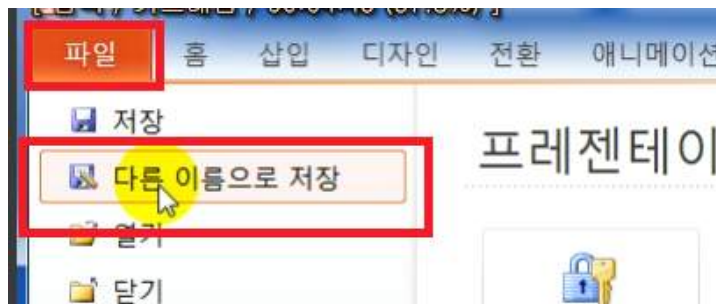 파일 홈 삽입 디자인 전환 애니메이션
저장
다른 이름으로 저장
열기
닫기
프레젠테이